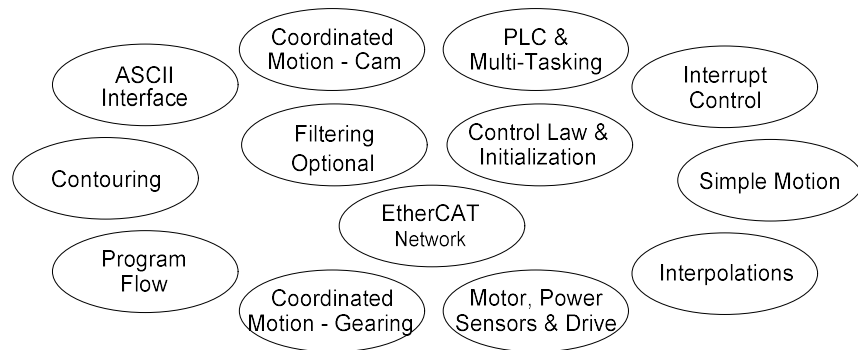 Coordinated
Motion - Cam
PLC &
Multi-Tasking
ASCII
Interface
Interrupt
Control
Filtering
Optional
Control Law &
Initialization
Contouring
Simple Motion
EtherCAT
Network
Program
Flow
Interpolations
Coordinated
Motion - Gearing
Motor, Power
Sensors & Drive